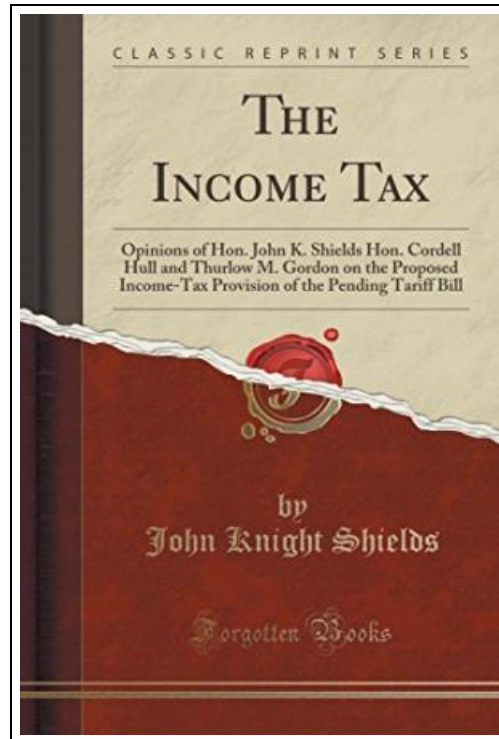 CLASSIC REPRINT SERIES
THE
INCOME TAX
Opinions of Hon. John K. Shields Hon. Cordell
Hull and Thurlow M. Gordon on the Proposed
Income-Tax Provision of the Pending Tariff Bill
by
John Knight Shields
Forgotten Books